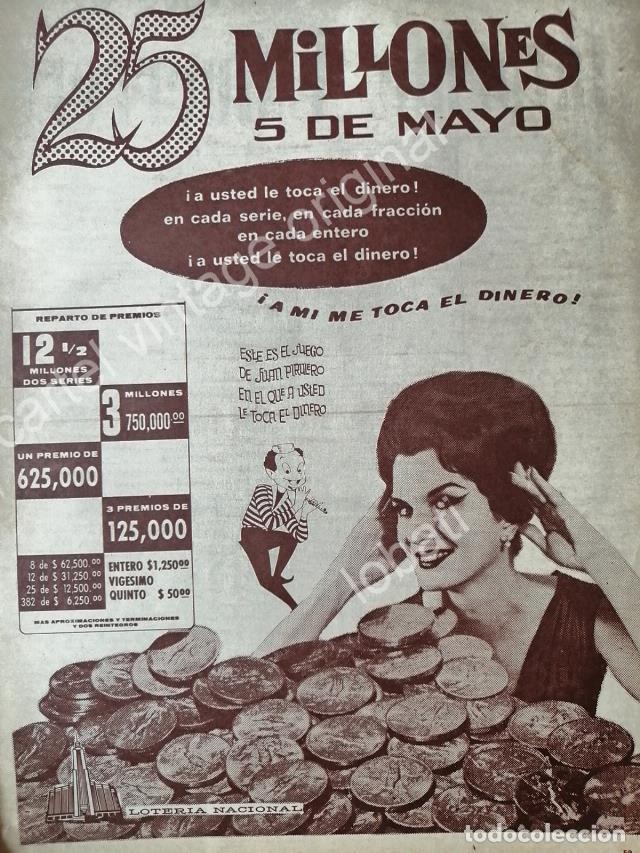 25 MILLONES
5 DE MAYO
¡a usted le toca el dinero!
en cada serie, en cada fracción
en cada entero
¡a usted le toca el dinero!
¡A MI ME TOCA EL DINERO!
REPARTO DE PREMIOS
12 1/2
MILLONES
DOS SERIES
3 MILLONES
750,000.00
UN PREMIO DE
625,000
3 PREMIOS DE
125,000
8 de $ 62,500.00
12 de $ 31,250.00
25 de $ 12,500.00
382 de $ 6,250.00
ENTERO $1,250.00
VIGESIMO
QUINTO $ 50.00
MAS APROXIMACIONES Y TERMINACIONES
Y DOS REINTEGROS
ESTE ES EL JUEGO
DE JUAN PIRULERO
EN EL QUE A USTED
LE TOCA EL DINERO
cartel vintage original
lobati
LOTERIA NACIONAL
todocoleccion